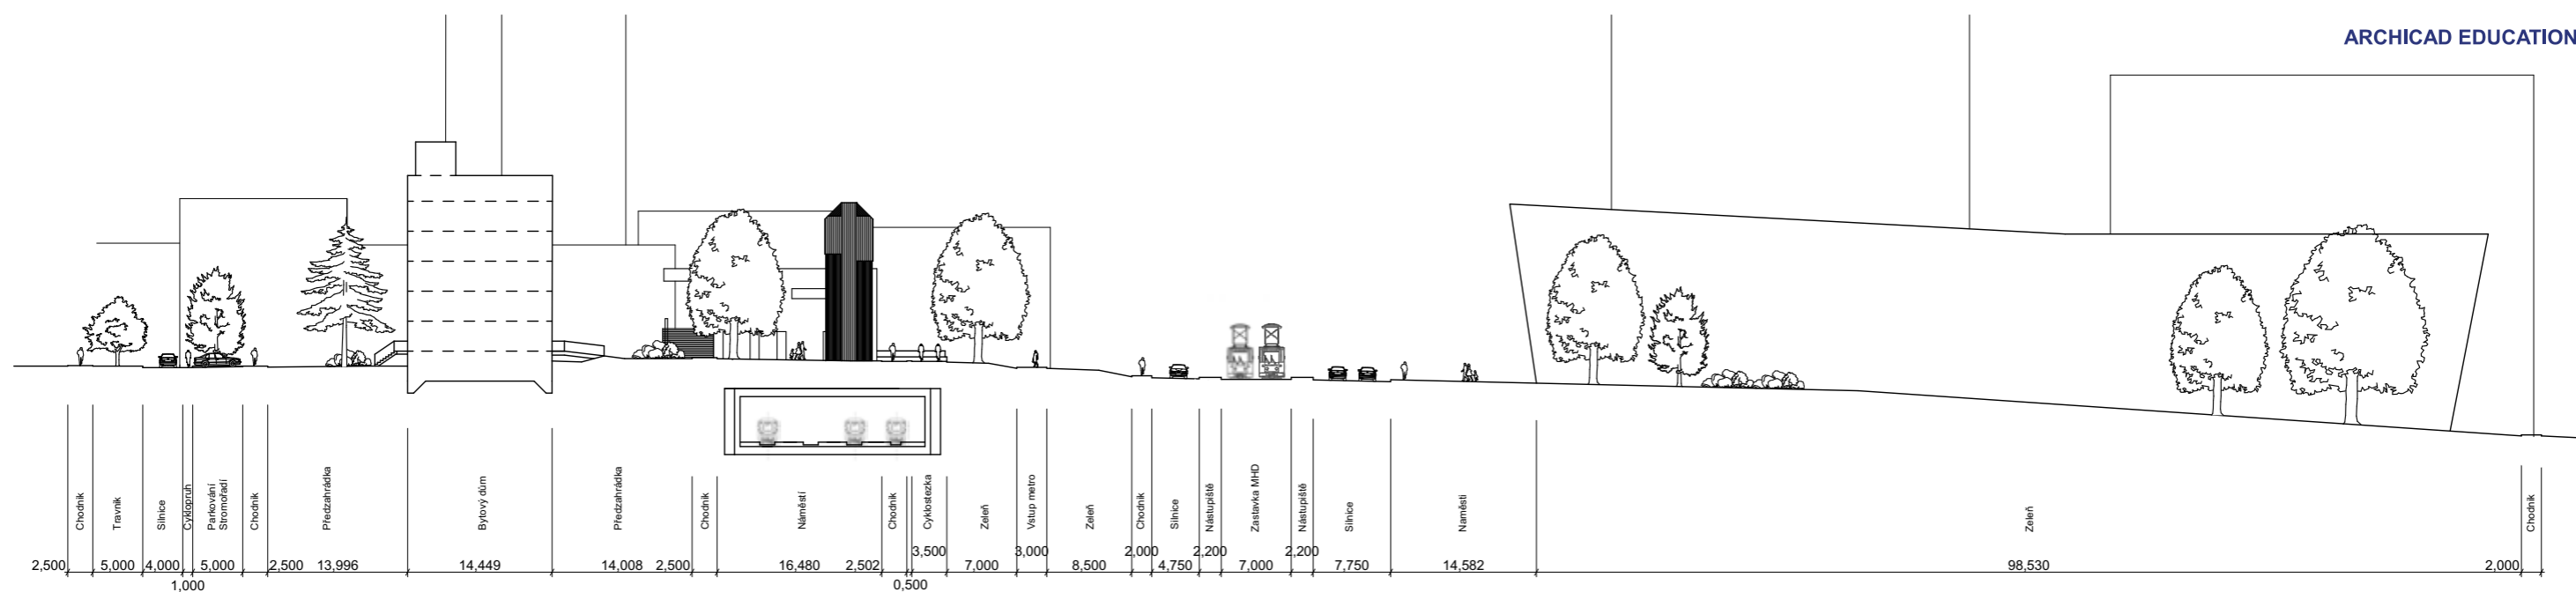 ARCHICAD EDUCATION
Chodník
Travnik
Silnice
Cyklopruh
Parkování
Stromořadí
Chodník
Předzahrádka
Bytový dům
Předzahrádka
Chodník
Náměstí
Chodník
Cyklostezka
Zeleň
Vstup metro
Zeleň
Chodník
Silnice
Nástupiště
Zastavka MHD
Nástupiště
Silnice
Naměsti
Zeleň
Chodník
2,500
5,000
4,000
1,000
5,000
2,500
13,996
14,449
14,008
2,500
16,480
2,502
0,500
3,500
7,000
3,000
8,500
2,000
4,750
2,200
7,000
2,200
7,750
14,582
98,530
2,000